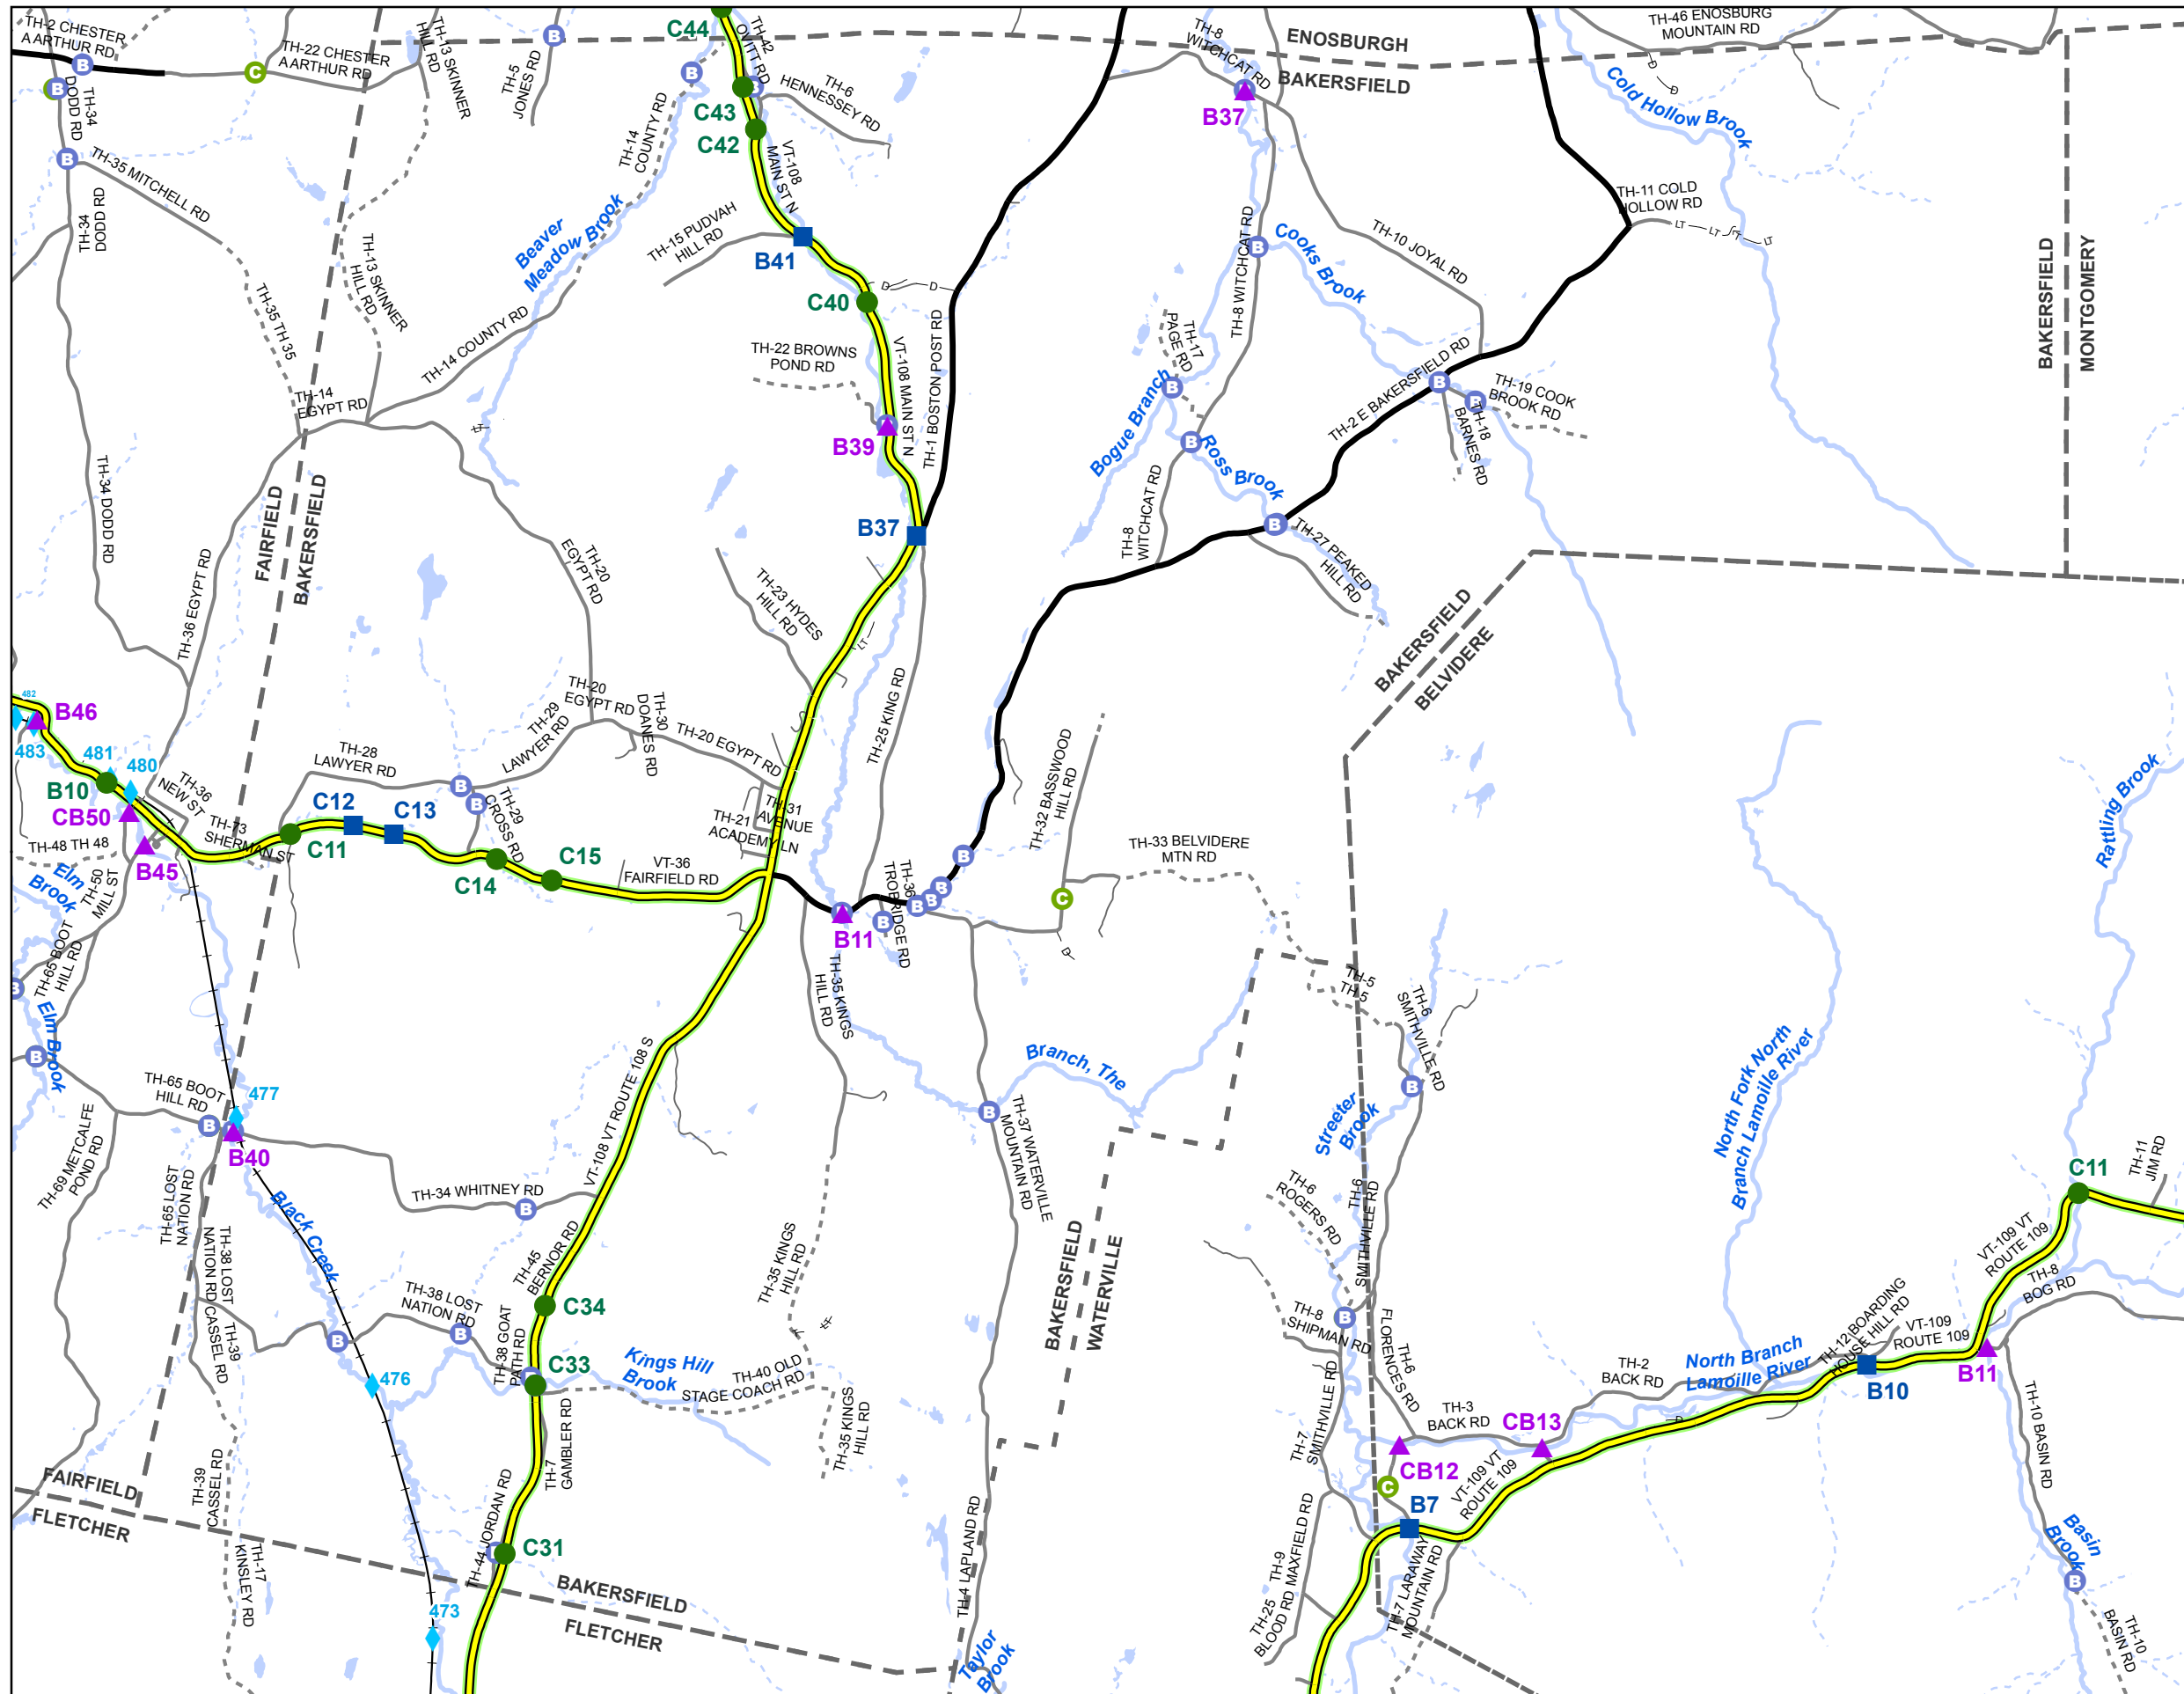 TH-2 CHESTER
A ARTHUR RD
TH-22 CHESTER
A ARTHUR RD
TH-13 SKINNER
HILL RD
TH-5
JONES RD
C44
TH-42
OVITT RD
TH-6
HENNESSEY RD
TH-8
WITCHCAT RD
ENOSBURGH
BAKERSFIELD
TH-46 ENOSBURG
MOUNTAIN RD
D
D
Cold Hollow Brook
B
B
C
B
B
B
TH-34
DODD RD
C43
C42
B37
TH-14
COUNTY RD
VT-108
MAIN ST N
B
TH-35 MITCHELL RD
TH-34
DODD RD
TH-11 COLD
HOLLOW RD
LT
LT
LT
LT
Beaver
Meadow Brook
TH-15 PUDVAH
HILL RD
B41
TH-13 SKINNER
HILL RD
TH-8 WITCHCAT RD
B
Cooks Brook
TH-10 JOYAL RD
BAKERSFIELD
MONTGOMERY
C40
D
D
TH-35 TH 35
TH-14 COUNTY RD
TH-22 BROWNS
POND RD
VT-108 MAIN ST N
TH-1 BOSTON POST RD
TH-17
PAGE RD
B
Bogue Branch
TH-14
EGYPT RD
TH-2 E BAKERSFIELD RD
B
B
TH-19 COOK
BROOK RD
TH-18
BARNES RD
B39
B
Ross Brook
TH-34 DODD RD
FAIRFIELD
BAKERSFIELD
B37
TH-8
WITCHCAT RD
B
TH-27 PEAKED
HILL RD
TH-36 EGYPT RD
TH-20
EGYPT RD
TH-23 HYDES
HILL RD
LT
BAKERSFIELD
BELVIDERE
482
B46
483
481
480
B10
CB50
TH-36
NEW ST
TH-28
LAWYER RD
TH-29
LAWYER RD
TH-20
EGYPT RD
TH-30
DOANES RD
TH-20 EGYPT RD
TH-25 KING RD
TH-32 BASSWOOD
HILL RD
Rattling Brook
C12
C13
B
B
TH-29
CROSS RD
TH-21
ACADEMY LN
TH-31
AVENUE
TH-73
SHERMAN ST
C11
TH-48 TH 48
B45
C14
C15
VT-36
FAIRFIELD RD
TH-33 BELVIDERE
MTN RD
B
B
B
B
B
C
Elm
Brook
TH-50
MILL ST
TH-36
TROBRIDGE RD
B11
D
TH-65 BOOT
HILL RD
B
Elm Brook
B
TH-35 KINGS
HILL RD
TH-5
TH 5
TH-6
SMITHVILLE RD
B
VT-108 VT ROUTE 108 S
Branch, The
North Fork North
Branch Lamoille River
TH-65 BOOT
HILL RD
477
B
B40
TH-69 METCALFE
POND RD
B
TH-37 WATERVILLE
MOUNTAIN RD
Streeter
Brook
TH-11
JIM RD
C11
TH-65 LOST
NATION RD
Black Creek
TH-34 WHITNEY RD
B
TH-6
ROGERS RD
TH-6
SMITHVILLE RD
TH-38 LOST
NATION RD
TH-45
BERNOR RD
TH-35 KINGS
HILL RD
BAKERSFIELD
WATERVILLE
VT-109 VT
ROUTE 109
TH-8
BOG RD
TH-38 LOST
NATION RD
C34
TH-39
CASSEL RD
B
B
TH-38 GOAT
PATH RD
C33
Kings Hill
Brook
TH-40 OLD
STAGE COACH RD
TH-8
SHIPMAN RD
B
TH-6
FLORENCES RD
TH-12 BOARDING
HOUSE HILL RD
VT-109
ROUTE 109
B11
B10
North Branch
Lamoille River
TH-2
BACK RD
476
TH-7
GAMBLER RD
TH-35 KINGS
HILL RD
TH-7
SMITHVILLE RD
TH-3
BACK RD
CB13
D
CB12
C
VT-109 VT
ROUTE 109
TH-10 BASIN RD
TH-39
CASSEL RD
FAIRFIELD
FLETCHER
TH-44 JORDAN RD
C31
B7
TH-4 LAPLAND RD
TH-9
MAXFIELD RD
TH-25
BLOOD RD
TH-7 LARAWAY
MOUNTAIN RD
Basin
Brook
B
TH-17
KINSLEY RD
473
BAKERSFIELD
FLETCHER
Taylor
Brook
TH-10
BASIN RD